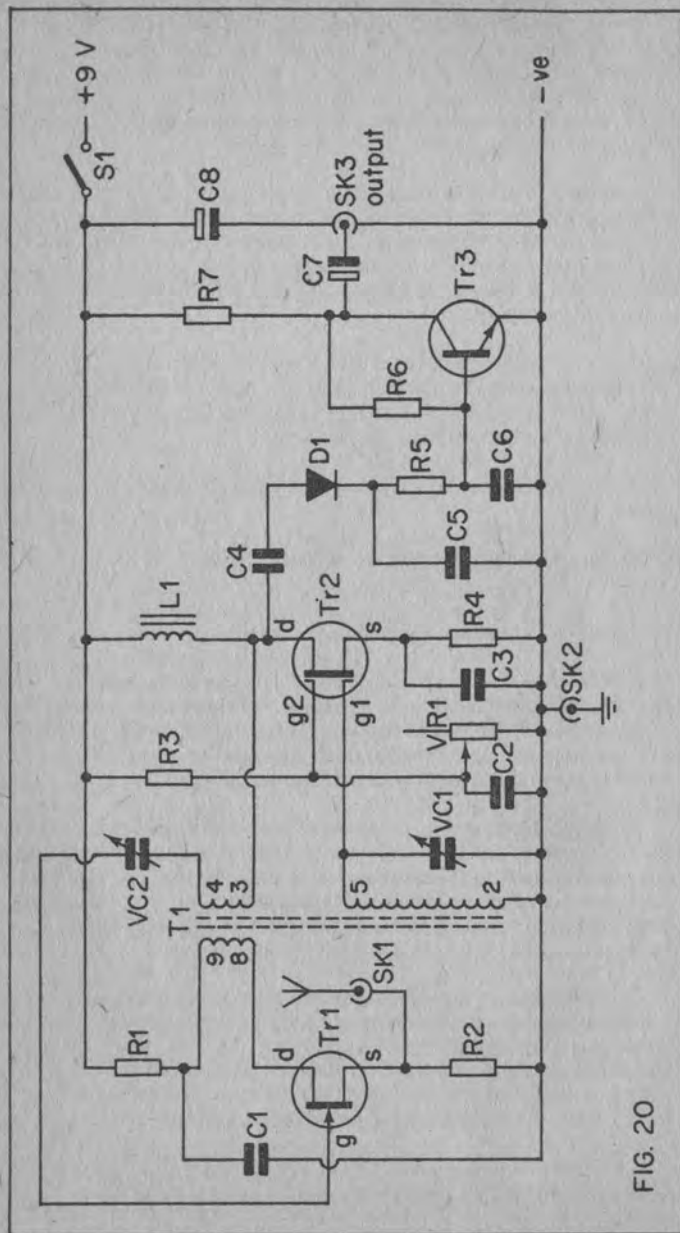 +9 V
S1
C8
SK3
output
R7
C7
Tr3
R6
D1
R5
C6
C4
C5
L1
Tr2
d
s
g2
g1
R4
C3
SK2
R3
VR1
C2
VC2
VC1
4
3
5
2
T1
9
8
SK1
R1
Tr1
d
s
g
R2
C1
-ve
FIG. 20